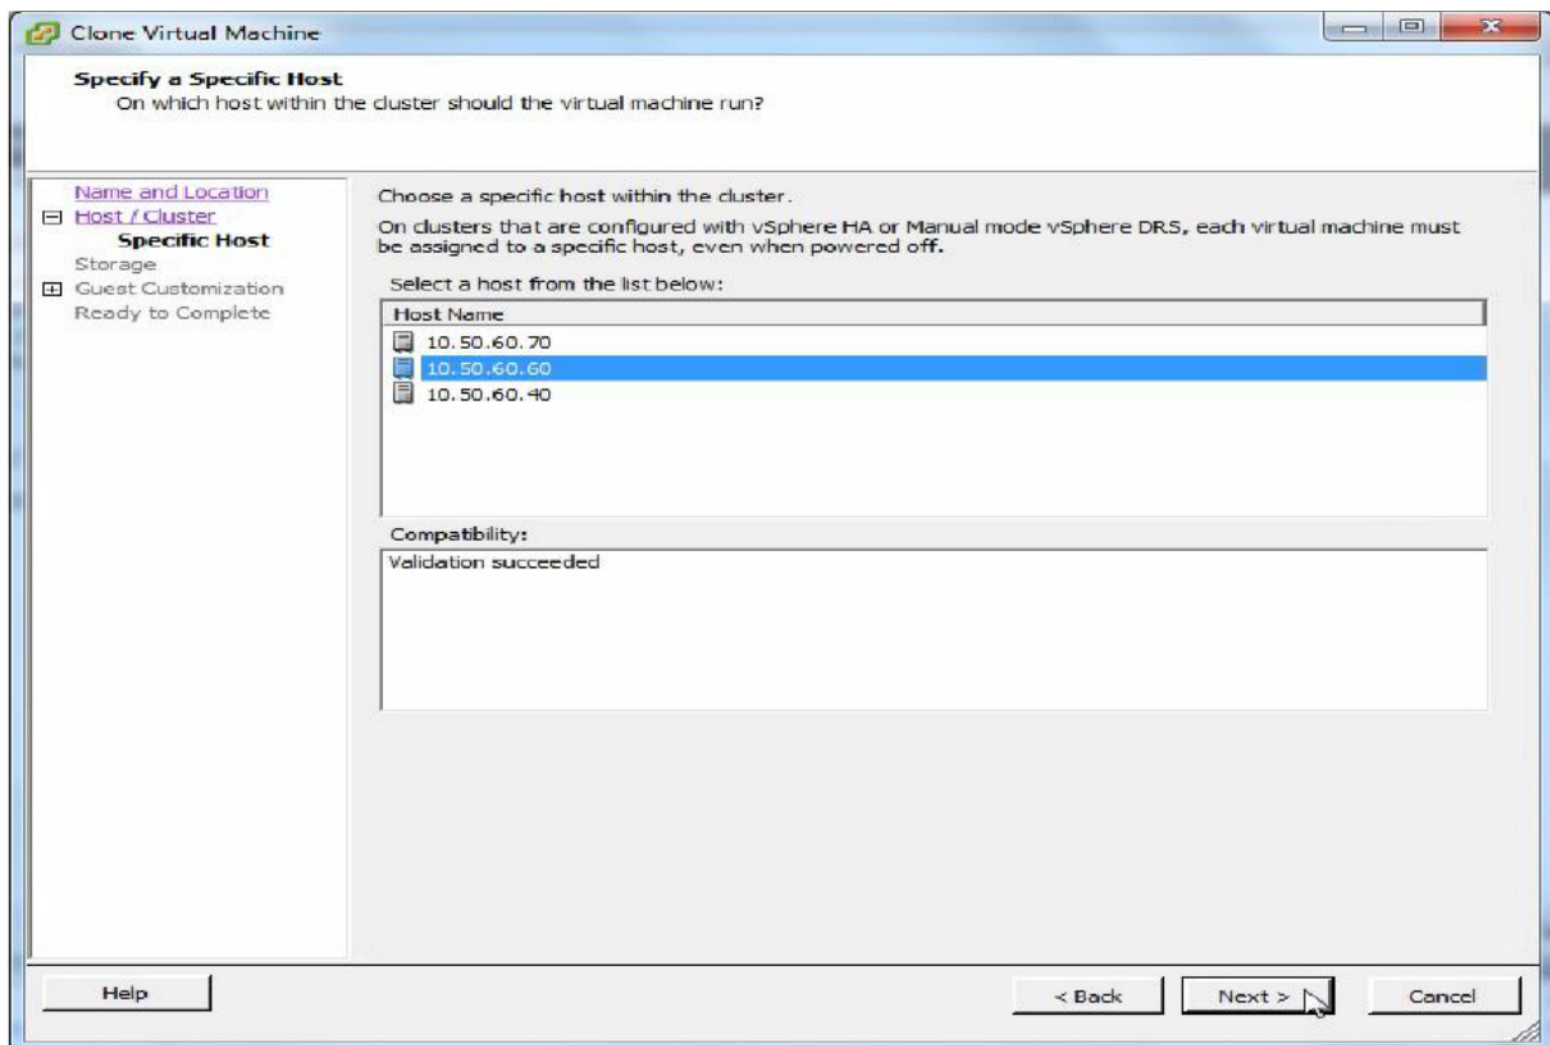 Clone Virtual Machine
Specify a Specific Host
On which host within the cluster should the virtual machine run?
Name and Location
Host / Cluster
Specific Host
Storage
Guest Customization
Ready to Complete
Choose a specific host within the cluster.
On clusters that are configured with vSphere HA or Manual mode vSphere DRS, each virtual machine must
be assigned to a specific host, even when powered off.
Select a host from the list below:
Host Name
10.50.60.70
10.50.60.60
10.50.60.40
Compatibility:
Validation succeeded
Help
< Back
Next >
Cancel